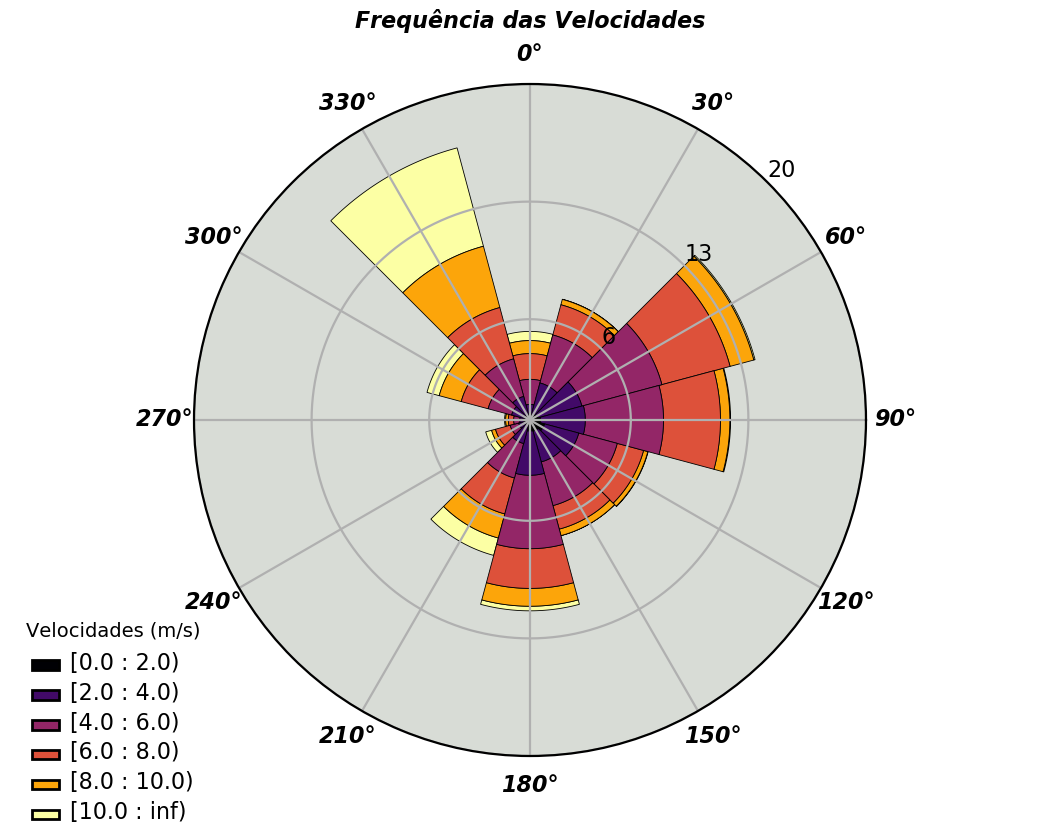 Frequência das Velocidades
0°
330°
30°
20
300°
60°
13
6
270°
90°
240°
120°
210°
150°
180°
Velocidades (m/s)
[0.0 : 2.0)
[2.0 : 4.0)
[4.0 : 6.0)
[6.0 : 8.0)
[8.0 : 10.0)
[10.0 : inf)